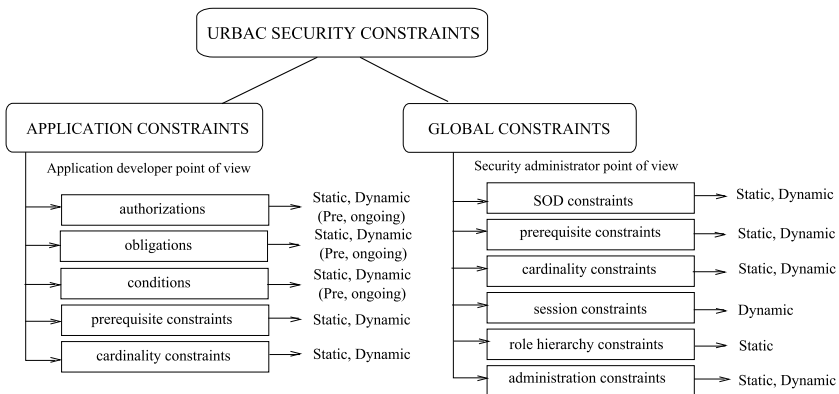 URBAC SECURITY CONSTRAINTS
APPLICATION CONSTRAINTS
Application developer point of view
authorizations
Static, Dynamic
(Pre, ongoing)
obligations
Static, Dynamic
(Pre, ongoing)
conditions
Static, Dynamic
(Pre, ongoing)
prerequisite constraints
Static, Dynamic
cardinality constraints
Static, Dynamic
GLOBAL CONSTRAINTS
Security administrator point of view
SOD constraints
Static, Dynamic
prerequisite constraints
Static, Dynamic
cardinality constraints
Static, Dynamic
session constraints
Dynamic
role hierarchy constraints
Static
administration constraints
Static, Dynamic